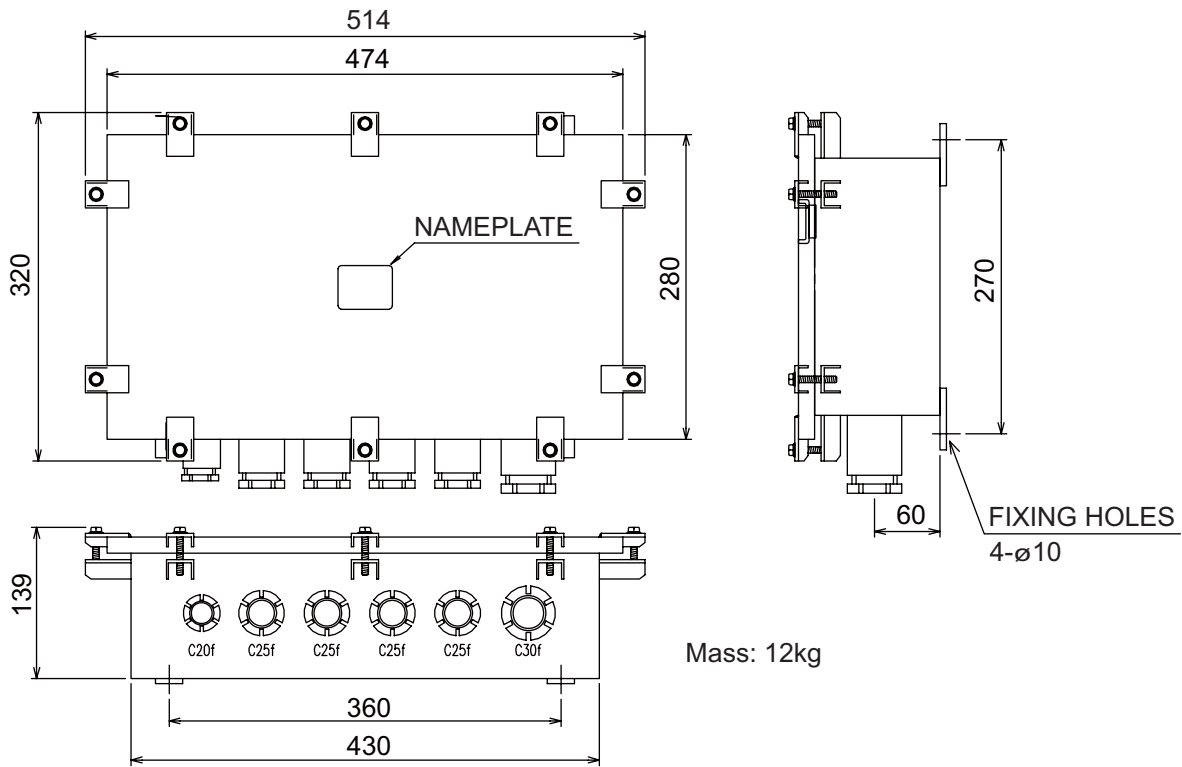 514
474
320
NAMEPLATE
280
270
60
FIXING HOLES
4-ø10
139
C20f C25f C25f C25f C25f C30f
Mass: 12kg
360
430